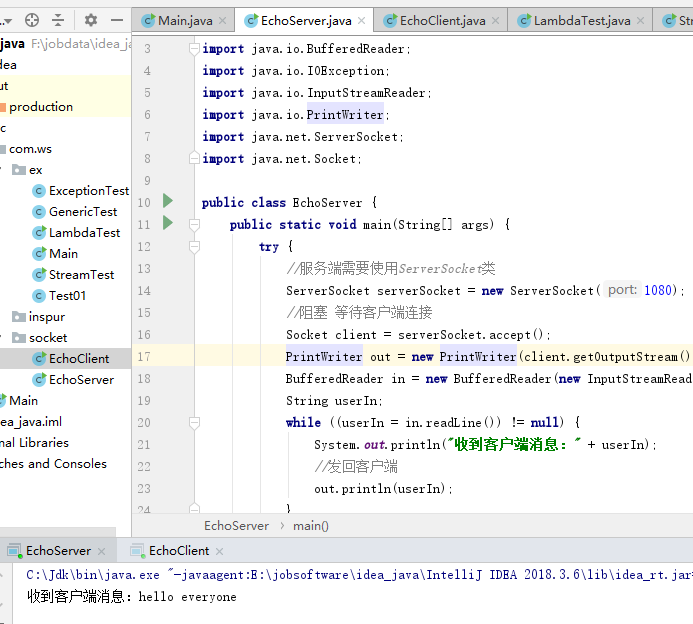 Main.java
EchoServer.java
EchoClient.java
LambdaTest.java
java F:\jobdata\idea_ja
production
com.ws
ex
ExceptionTest
GenericTest
LambdaTest
Main
StreamTest
Test01
inspur
socket
EchoClient
EchoServer
Main
ea_java.iml
nal Libraries
ches and Consoles
3 import java.io.BufferedReader;
4 import java.io.IOException;
5 import java.io.InputStreamReader;
6 import java.io.PrintWriter;
7 import java.net.ServerSocket;
8 import java.net.Socket;
9
10 public class EchoServer {
11 public static void main(String[] args) {
12 try {
13 //服务端需要使用ServerSocket类
14 ServerSocket serverSocket = new ServerSocket( port: 1080);
15 //阻塞 等待客户端连接
16 Socket client = serverSocket.accept();
17 PrintWriter out = new PrintWriter(client.getOutputStream()
18 BufferedReader in = new BufferedReader(new InputStreamRead
19 String userIn;
20 while ((userIn = in.readLine()) != null) {
21 System.out.println("收到客户端消息：" + userIn);
22 //发回客户端
23 out.println(userIn);
24 }
EchoServer › main()
EchoServer
EchoClient
C:\Jdk\bin\java.exe "-javaagent:E:\jobsoftware\idea_java\IntelliJ IDEA 2018.3.6\lib\idea_rt.jar
收到客户端消息：hello everyone